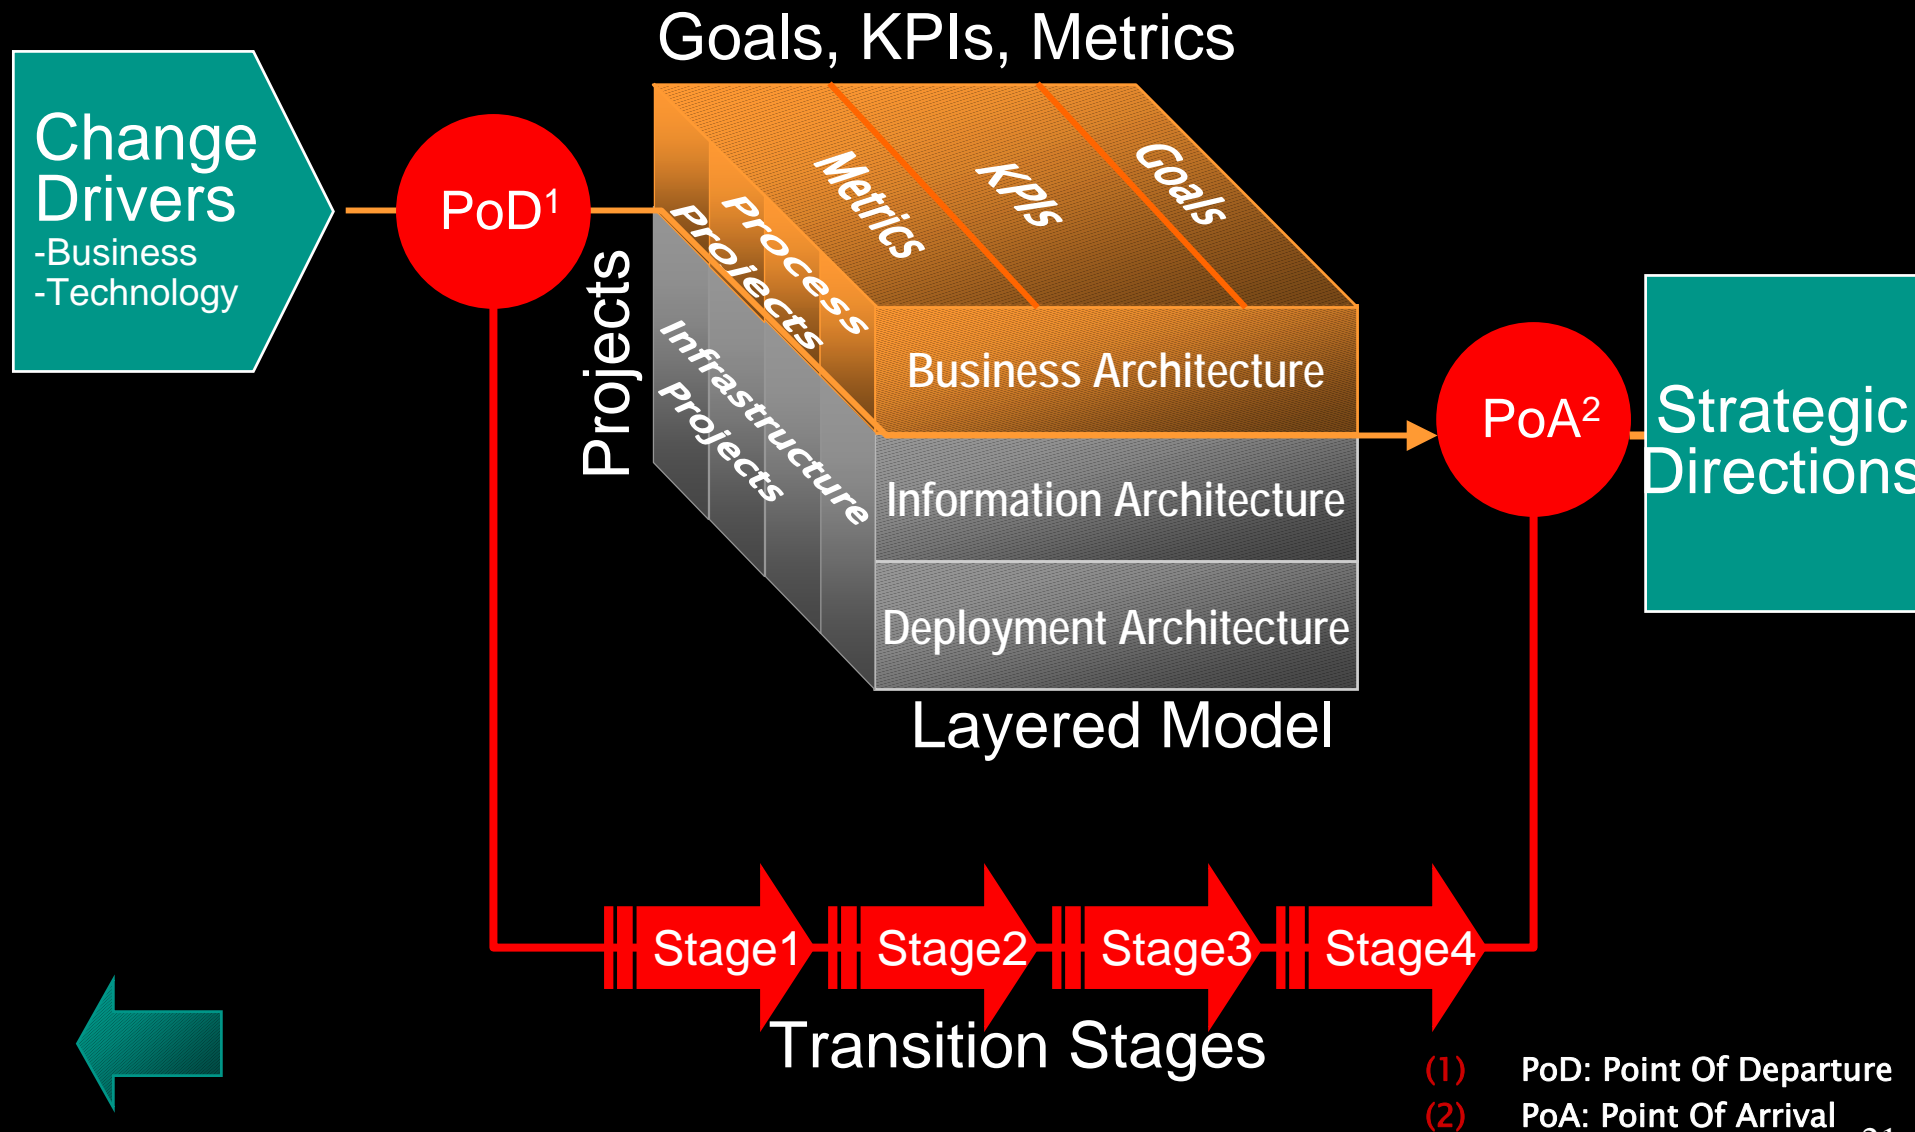 Goals, KPIs, Metrics
Change
Drivers
-Business
-Technology
PoD¹
Metrics
KPIs
Goals
Process
Projects
Projects
Infrastructure
Projects
Business Architecture
Information Architecture
Deployment Architecture
PoA²
Strategic
Directions
Layered Model
Stage1
Stage2
Stage3
Stage4
Transition Stages
(1) PoD: Point Of Departure
(2) PoA: Point Of Arrival